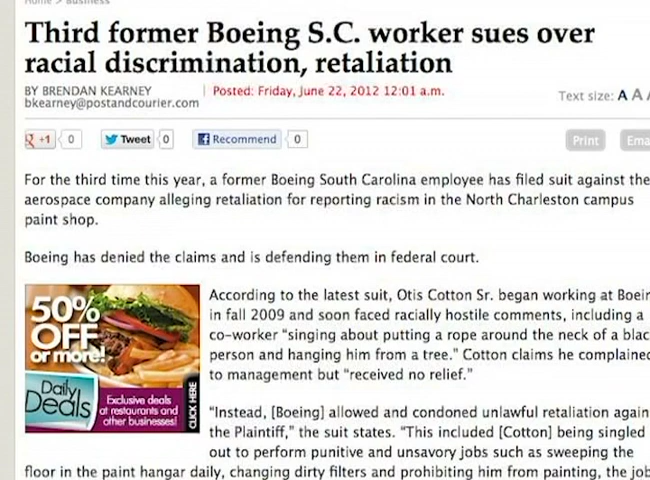 Home > Business
Third former Boeing S.C. worker sues over
racial discrimination, retaliation
BY BRENDAN KEARNEY | Posted: Friday, June 22, 2012 12:01 a.m.
bkearney@postandcourier.com
Text size: A A A
+1 0 Tweet 0 Recommend 0 Print Ema
For the third time this year, a former Boeing South Carolina employee has filed suit against the
aerospace company alleging retaliation for reporting racism in the North Charleston campus
paint shop.
Boeing has denied the claims and is defending them in federal court.
50%
OFF
or more!
Daily
Deals
Exclusive deals
at restaurants and
other businesses!
CLICK HERE
According to the latest suit, Otis Cotton Sr. began working at Boein
in fall 2009 and soon faced racially hostile comments, including a
co-worker “singing about putting a rope around the neck of a blac
person and hanging him from a tree.” Cotton claims he complained
to management but “received no relief.”
“Instead, [Boeing] allowed and condoned unlawful retaliation again
the Plaintiff,” the suit states. “This included [Cotton] being singled
out to perform punitive and unsavory jobs such as sweeping the
floor in the paint hangar daily, changing dirty filters and prohibiting him from painting, the job